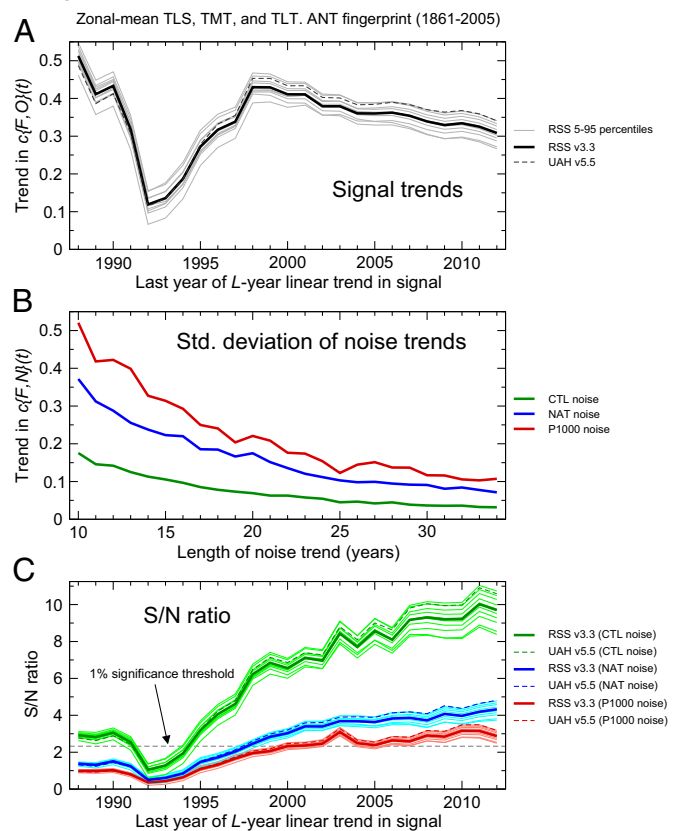 Zonal-mean TLS, TMT, and TLT. ANT fingerprint (1861-2005)
A
Trend in c{F,O}(t)
0.5
0.4
0.3
0.2
0.1
0
Signal trends
1990 1995 2000 2005 2010
Last year of L-year linear trend in signal
RSS 5-95 percentiles
RSS v3.3
UAH v5.5
B
Trend in c{F,N}(t)
0.5
0.4
0.3
0.2
0.1
0
Std. deviation of noise trends
10 15 20 25 30
Length of noise trend (years)
CTL noise
NAT noise
P1000 noise
C
S/N ratio
10
8
6
4
2
0
S/N ratio
1% significance threshold
1990 1995 2000 2005 2010
Last year of L-year linear trend in signal
RSS v3.3 (CTL noise)
UAH v5.5 (CTL noise)
RSS v3.3 (NAT noise)
UAH v5.5 (NAT noise)
RSS v3.3 (P1000 noise)
UAH v5.5 (P1000 noise)